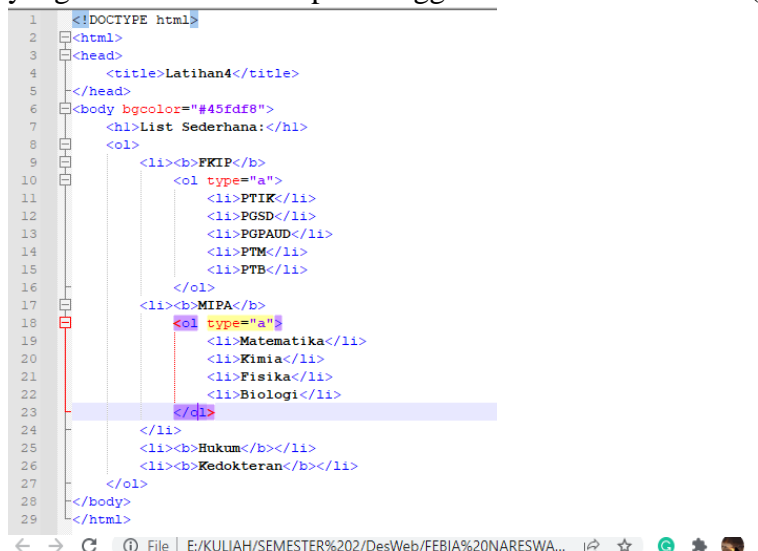 1 <!DOCTYPE html>
2 <html>
3 <head>
4 <title>Latihan4</title>
5 </head>
6 <body bgcolor="#45fdf8">
7 <h1>List Sederhana:</h1>
8 <ol>
9 <li><b>FKIP</b>
10 <ol type="a">
11 <li>PTIK</li>
12 <li>PGSD</li>
13 <li>PGPAUD</li>
14 <li>PTM</li>
15 <li>PTB</li>
16 </ol>
17 <li><b>MIPA</b>
18 <ol type="a">
19 <li>Matematika</li>
20 <li>Kimia</li>
21 <li>Fisika</li>
22 <li>Biologi</li>
23 </ol>
24 </li>
25 <li><b>Hukum</b></li>
26 <li><b>Kedokteran</b></li>
27 </ol>
28 </body>
29 </html>
File | E:/KULIAH/SEMESTER%202/DesWeb/FEBIA%20NARESWA...